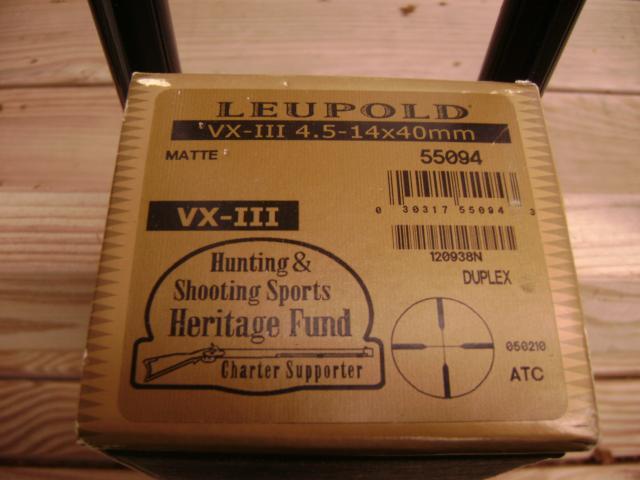 LEUPOLD
VX-III 4.5-14x40mm
MATTE
55094
0 30317 55094 3
VX-III
120938N
DUPLEX
Hunting &
Shooting Sports
Heritage Fund
Charter Supporter
050210
ATC